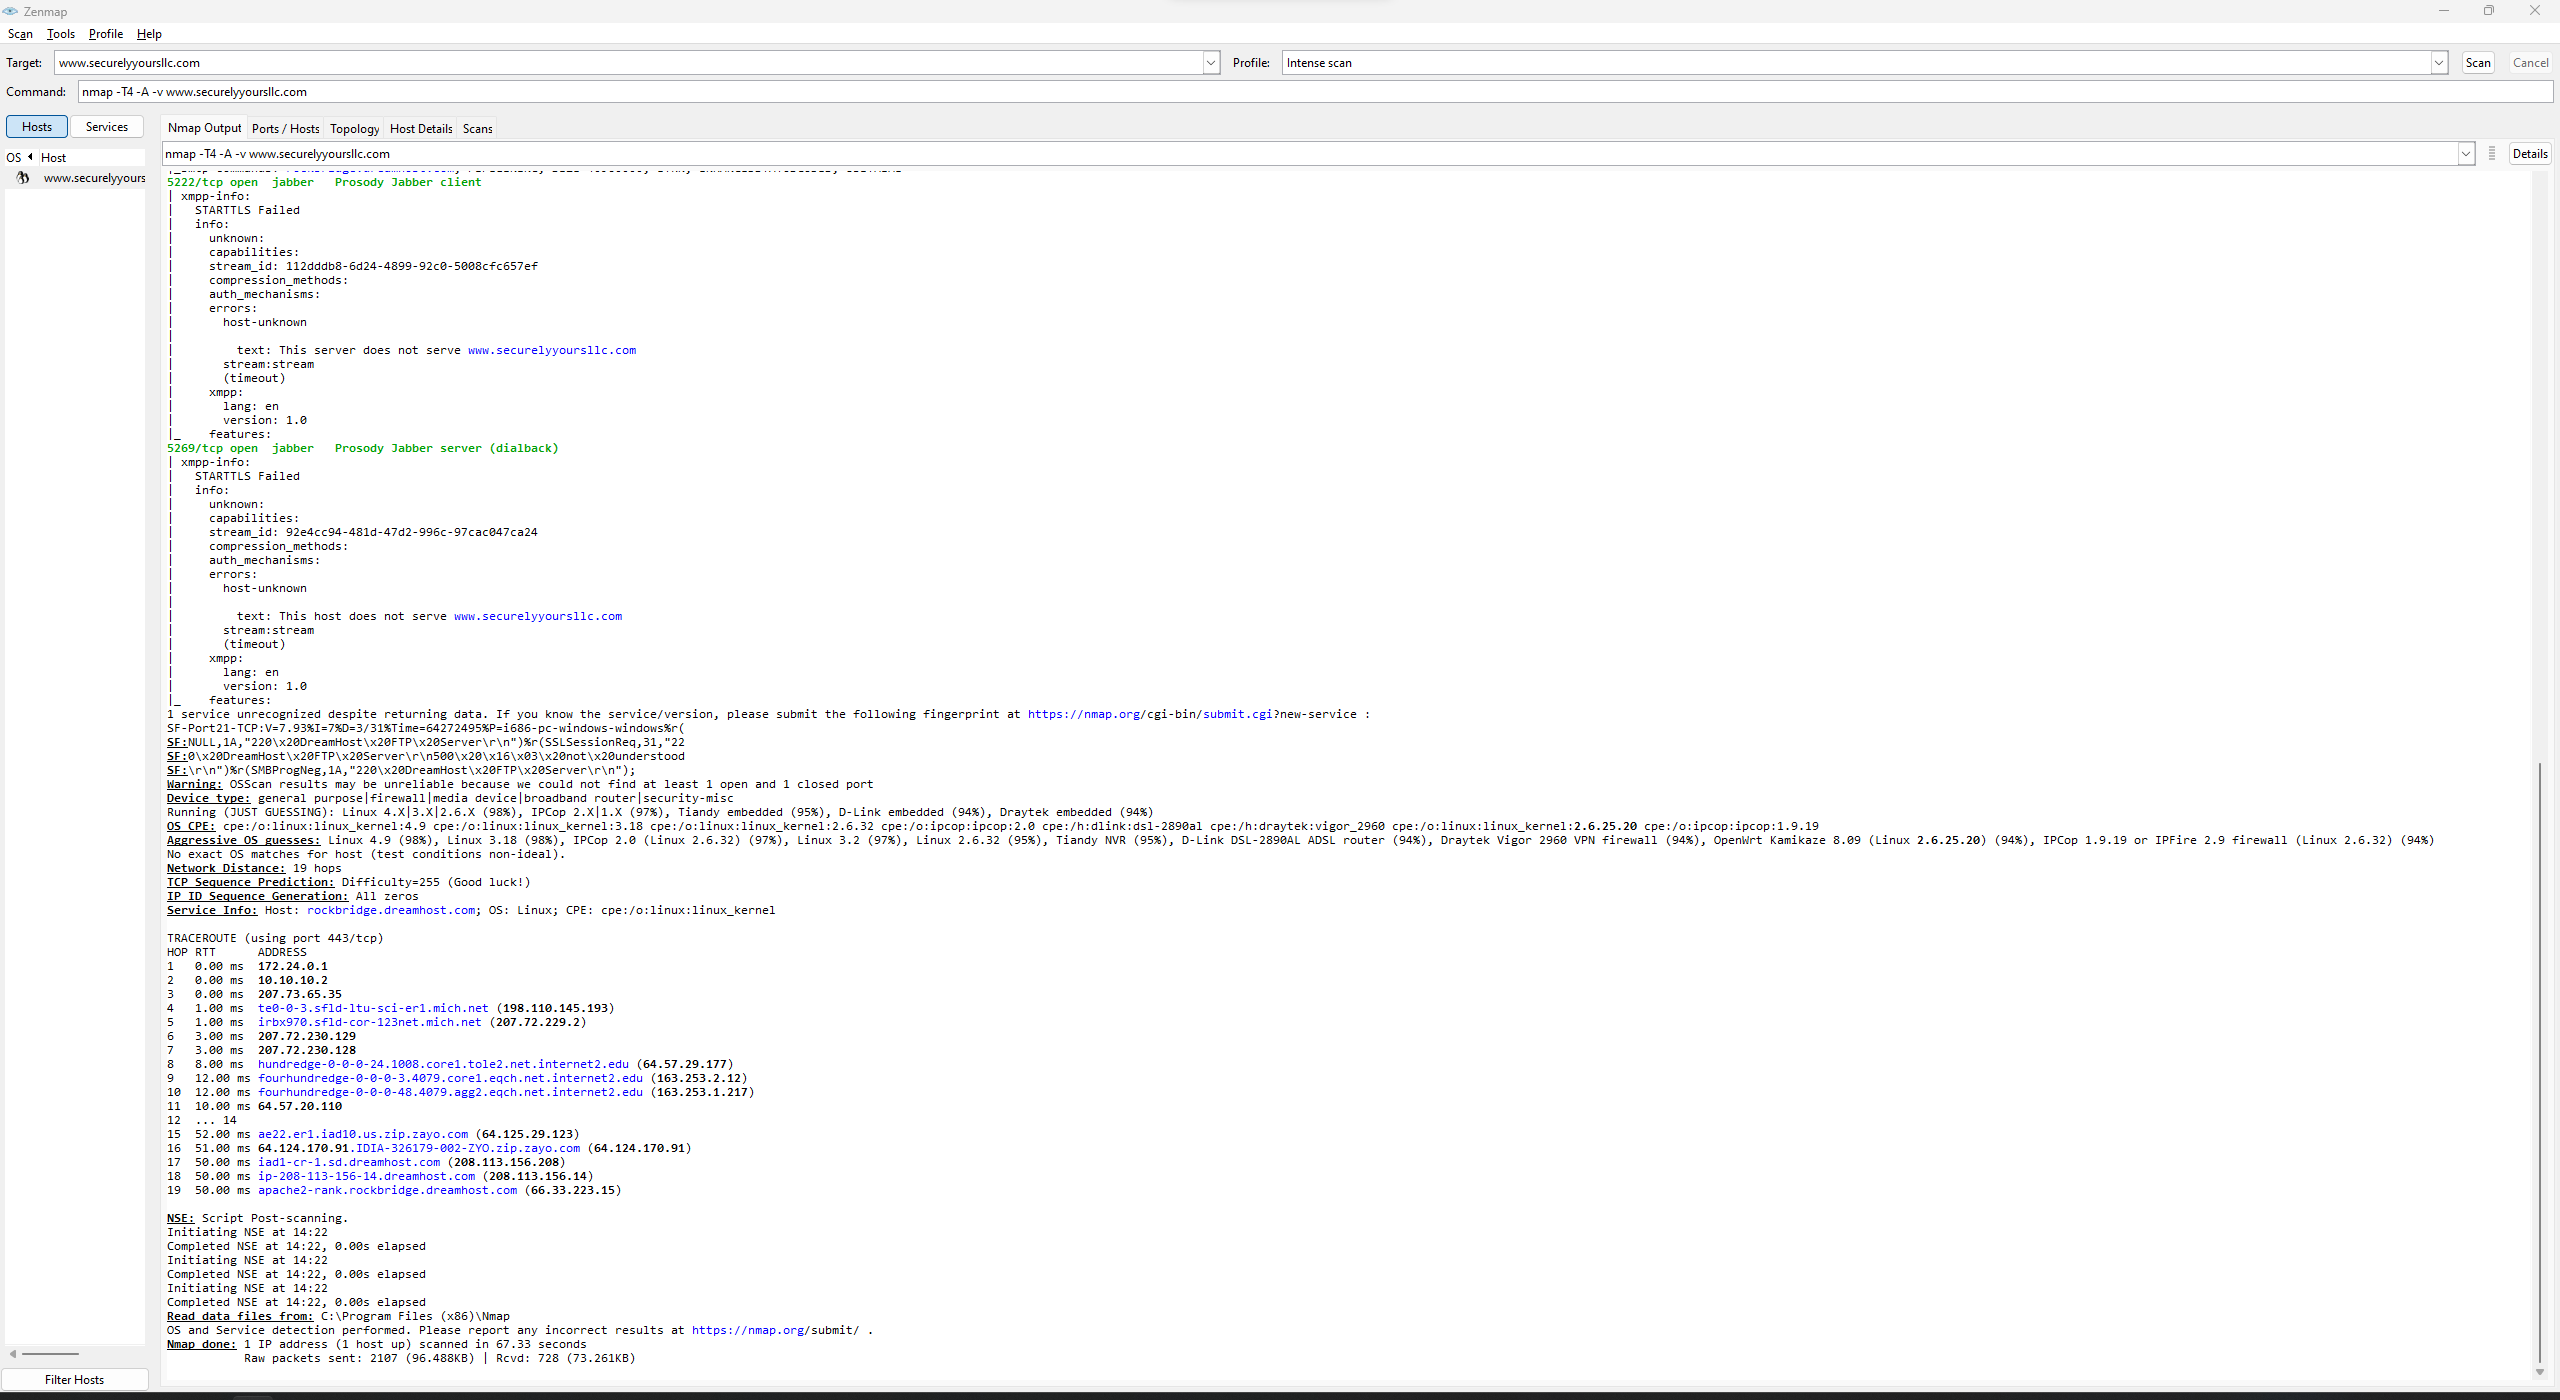 Zenmap
Scan Tools Profile Help
Target: www.securelyyoursllc.com Profile: Intense scan Scan Cancel
Command: nmap -T4 -A -v www.securelyyoursllc.com
Hosts Services Nmap Output Ports / Hosts Topology Host Details Scans
OS Host nmap -T4 -A -v www.securelyyoursllc.com Details
www.securelyyours
5222/tcp open  jabber   Prosody Jabber client
| xmpp-info:
|   STARTTLS Failed
|   info:
|     unknown:
|     capabilities:
|     stream_id: 112dddb8-6d24-4899-92c0-5008cfc657ef
|     compression_methods:
|     auth_mechanisms:
|     errors:
|       host-unknown
|
|         text: This server does not serve www.securelyyoursllc.com
|       stream:stream
|       (timeout)
|     xmpp:
|       lang: en
|       version: 1.0
|_    features:
5269/tcp open  jabber   Prosody Jabber server (dialback)
| xmpp-info:
|   STARTTLS Failed
|   info:
|     unknown:
|     capabilities:
|     stream_id: 92e4cc94-481d-47d2-996c-97cac047ca24
|     compression_methods:
|     auth_mechanisms:
|     errors:
|       host-unknown
|
|         text: This host does not serve www.securelyyoursllc.com
|       stream:stream
|       (timeout)
|     xmpp:
|       lang: en
|       version: 1.0
|_    features:
1 service unrecognized despite returning data. If you know the service/version, please submit the following fingerprint at https://nmap.org/cgi-bin/submit.cgi?new-service :
SF-Port21-TCP:V=7.93%I=7%D=3/31%Time=64272495%P=i686-pc-windows-windows%r(
SF:NULL,1A,"220\x20DreamHost\x20FTP\x20Server\r\n")%r(SSLSessionReq,31,"22
SF:0\x20DreamHost\x20FTP\x20Server\r\n500\x20\x16\x03\x20not\x20understood
SF:\r\n")%r(SMBProgNeg,1A,"220\x20DreamHost\x20FTP\x20Server\r\n");
Warning: OSScan results may be unreliable because we could not find at least 1 open and 1 closed port
Device type: general purpose|firewall|media device|broadband router|security-misc
Running (JUST GUESSING): Linux 4.X|3.X|2.6.X (98%), IPCop 2.X|1.X (97%), Tiandy embedded (95%), D-Link embedded (94%), Draytek embedded (94%)
OS CPE: cpe:/o:linux:linux_kernel:4.9 cpe:/o:linux:linux_kernel:3.18 cpe:/o:linux:linux_kernel:2.6.32 cpe:/o:ipcop:ipcop:2.0 cpe:/h:dlink:dsl-2890al cpe:/h:draytek:vigor_2960 cpe:/o:linux:linux_kernel:2.6.25.20 cpe:/o:ipcop:ipcop:1.9.19
Aggressive OS guesses: Linux 4.9 (98%), Linux 3.18 (98%), IPCop 2.0 (Linux 2.6.32) (97%), Linux 3.2 (97%), Linux 2.6.32 (95%), Tiandy NVR (95%), D-Link DSL-2890AL ADSL router (94%), Draytek Vigor 2960 VPN firewall (94%), OpenWrt Kamikaze 8.09 (Linux 2.6.25.20) (94%), IPCop 1.9.19 or IPFire 2.9 firewall (Linux 2.6.32) (94%)
No exact OS matches for host (test conditions non-ideal).
Network Distance: 19 hops
TCP Sequence Prediction: Difficulty=255 (Good luck!)
IP ID Sequence Generation: All zeros
Service Info: Host: rockbridge.dreamhost.com; OS: Linux; CPE: cpe:/o:linux:linux_kernel
TRACEROUTE (using port 443/tcp)
HOP RTT      ADDRESS
1   0.00 ms  172.24.0.1
2   0.00 ms  10.10.10.2
3   0.00 ms  207.73.65.35
4   1.00 ms  te0-0-3.sfld-ltu-sci-er1.mich.net (198.110.145.193)
5   1.00 ms  irbx970.sfld-cor-123net.mich.net (207.72.229.2)
6   3.00 ms  207.72.230.129
7   3.00 ms  207.72.230.128
8   8.00 ms  hundredge-0-0-0-24.1008.core1.tole2.net.internet2.edu (64.57.29.177)
9   12.00 ms fourhundredge-0-0-0-3.4079.core1.eqch.net.internet2.edu (163.253.2.12)
10  12.00 ms fourhundredge-0-0-0-48.4079.agg2.eqch.net.internet2.edu (163.253.1.217)
11  10.00 ms 64.57.20.110
12  ... 14
15  52.00 ms ae22.er1.iad10.us.zip.zayo.com (64.125.29.123)
16  51.00 ms 64.124.170.91.IDIA-326179-002-ZYO.zip.zayo.com (64.124.170.91)
17  50.00 ms iad1-cr-1.sd.dreamhost.com (208.113.156.208)
18  50.00 ms ip-208-113-156-14.dreamhost.com (208.113.156.14)
19  50.00 ms apache2-rank.rockbridge.dreamhost.com (66.33.223.15)
NSE: Script Post-scanning.
Initiating NSE at 14:22
Completed NSE at 14:22, 0.00s elapsed
Initiating NSE at 14:22
Completed NSE at 14:22, 0.00s elapsed
Initiating NSE at 14:22
Completed NSE at 14:22, 0.00s elapsed
Read data files from: C:\Program Files (x86)\Nmap
OS and Service detection performed. Please report any incorrect results at https://nmap.org/submit/ .
Nmap done: 1 IP address (1 host up) scanned in 67.33 seconds
Raw packets sent: 2107 (96.488KB) | Rcvd: 728 (73.261KB)
Filter Hosts